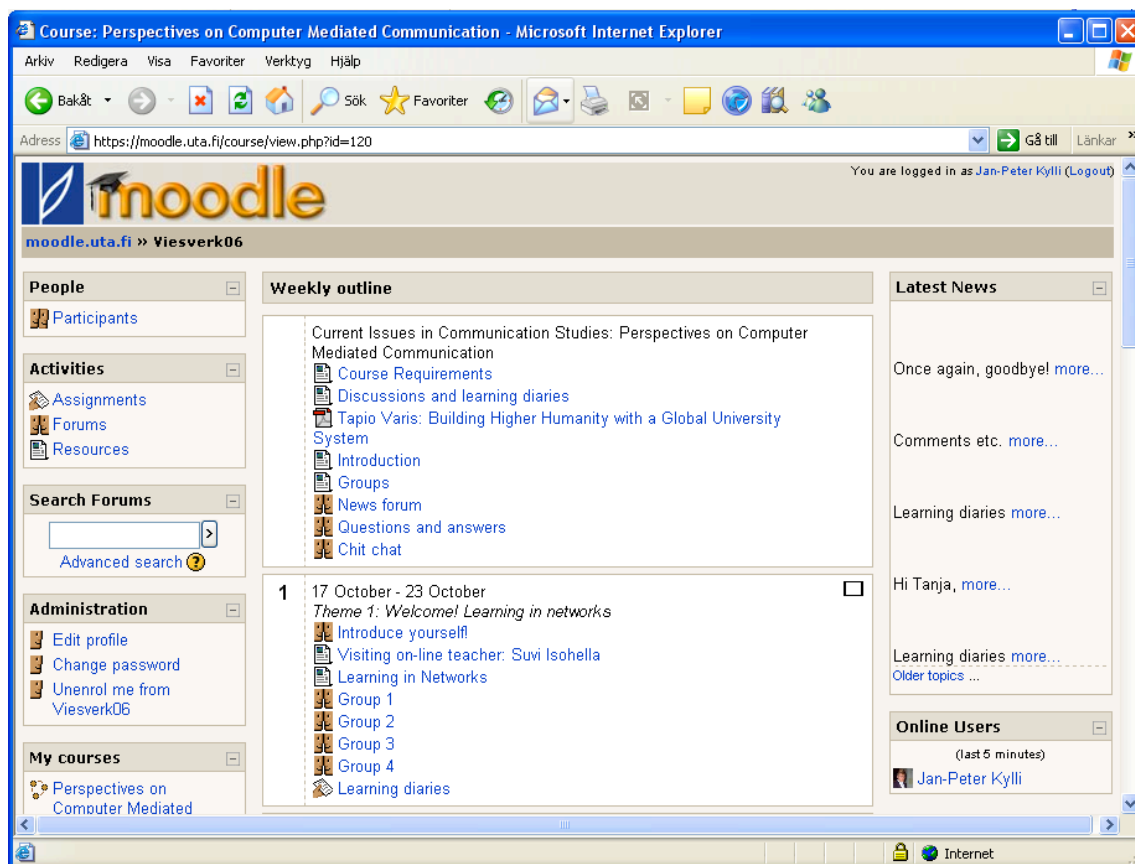 Course: Perspectives on Computer Mediated Communication - Microsoft Internet Explorer
Arkiv Redigera Visa Favoriter Verktyg Hjälp
Bakåt Sök Favoriter
Adress https://moodle.uta.fi/course/view.php?id=120 Gå till Länkar »
moodle
You are logged in as Jan-Peter Kylli (Logout)
moodle.uta.fi » Viesverk06
People
Participants
Activities
Assignments
Forums
Resources
Search Forums
Advanced search ?
Administration
Edit profile
Change password
Unenrol me from
Viesverk06
My courses
Perspectives on
Computer Mediated
Weekly outline
Current Issues in Communication Studies: Perspectives on Computer
Mediated Communication
Course Requirements
Discussions and learning diaries
Tapio Varis: Building Higher Humanity with a Global University
System
Introduction
Groups
News forum
Questions and answers
Chit chat
1 17 October - 23 October
Theme 1: Welcome! Learning in networks
Introduce yourself!
Visiting on-line teacher: Suvi Isohella
Learning in Networks
Group 1
Group 2
Group 3
Group 4
Learning diaries
Latest News
Once again, goodbye! more...
Comments etc. more...
Learning diaries more...
Hi Tanja, more...
Learning diaries more...
Older topics ...
Online Users
(last 5 minutes)
Jan-Peter Kylli
Internet